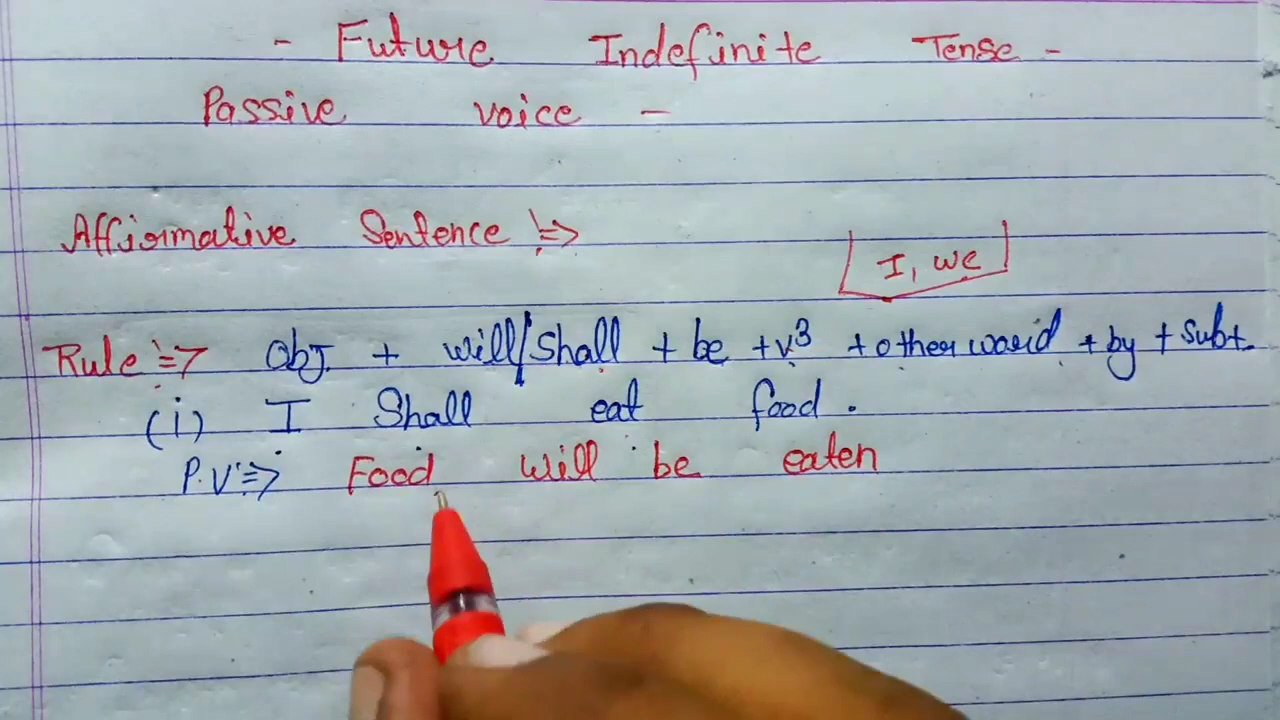 - Future Indefinite Tense -
Passive voice -
Affirmative Sentence :=>
I, we
Rule :=> Obj. + will/shall + be + v³ + other word + by + subt.
(i) I Shall eat food.
P.V :=> Food will be eaten